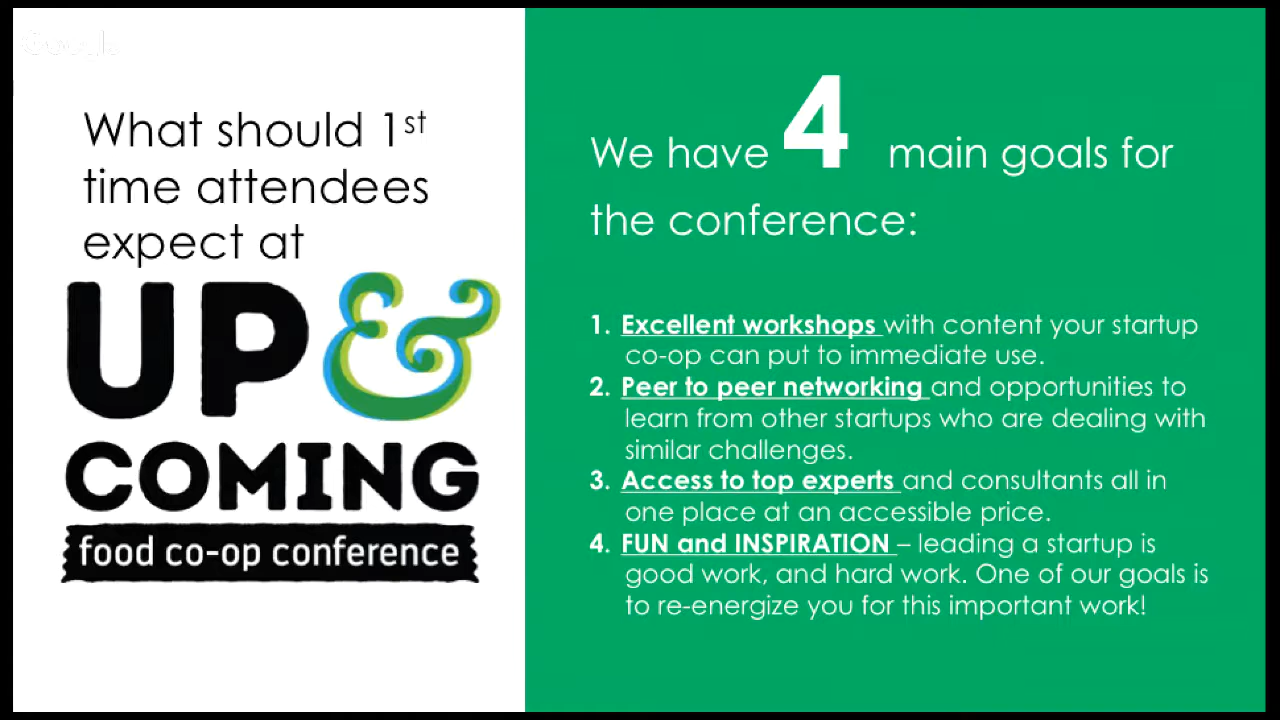 Google
What should 1st
time attendees
expect at
UP &
COMING
food co-op conference
We have 4 main goals for
the conference:
1. Excellent workshops with content your startup
co-op can put to immediate use.
2. Peer to peer networking and opportunities to
learn from other startups who are dealing with
similar challenges.
3. Access to top experts and consultants all in
one place at an accessible price.
4. FUN and INSPIRATION – leading a startup is
good work, and hard work. One of our goals is
to re-energize you for this important work!